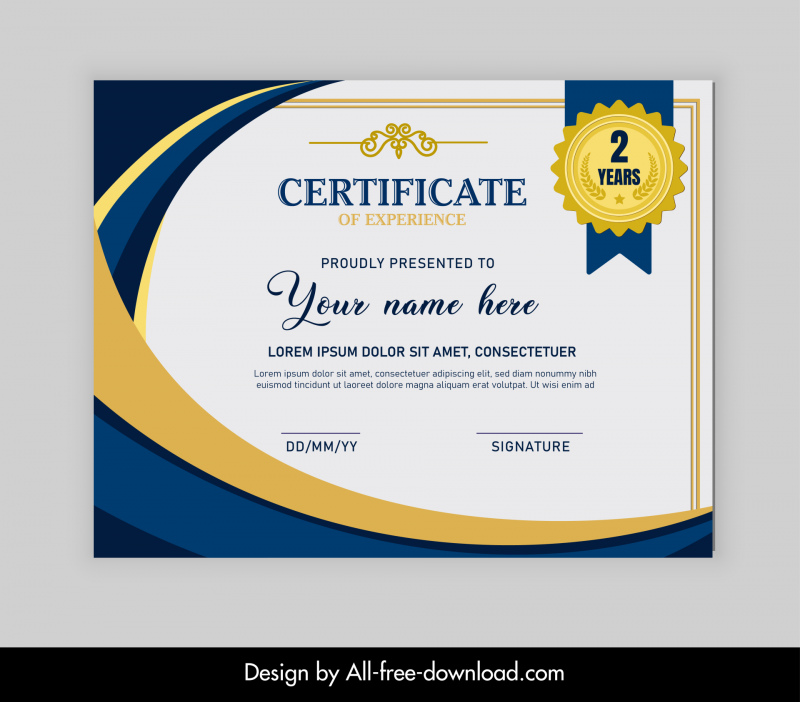 2
YEARS
CERTIFICATE
OF EXPERIENCE
PROUDLY PRESENTED TO
Your name here
LOREM IPSUM DOLOR SIT AMET, CONSECTETUER
Lorem ipsum dolor sit amet, consectetuer adipiscing elit, sed diam nonummy nibh
euismod tincidunt ut laoreet dolore magna aliquam erat volutpat. Ut wisi enim ad
DD/MM/YY SIGNATURE
Design by All-free-download.com